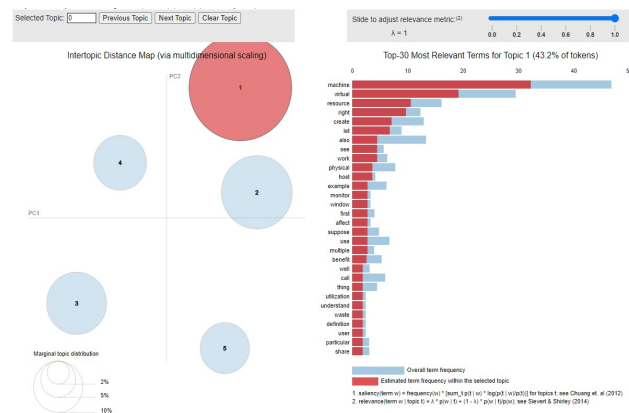 Selected Topic: 0 Previous Topic Next Topic Clear Topic
Slide to adjust relevance metric:(2)
λ = 1
0.0 0.2 0.4 0.6 0.8 1.0
Intertopic Distance Map (via multidimensional scaling)
PC2
PC1
1
4
2
3
5
Marginal topic distribution
2%
5%
10%
Top-30 Most Relevant Terms for Topic 1 (43.2% of tokens)
0 10 20 30 40
machine
virtual
resource
right
create
let
also
see
work
physical
host
example
monitor
window
first
affect
suppose
use
multiple
benefit
well
call
thing
utilization
understand
waste
definition
user
particular
share
Overall term frequency
Estimated term frequency within the selected topic
1. saliency(term w) = frequency(w) * [sum_t p(t | w) * log(p(t | w)/p(t))] for topics t; see Chuang et. al (2012)
2. relevance(term w | topic t) = λ * p(w | t) + (1 - λ) * p(w | t)/p(w); see Sievert & Shirley (2014)